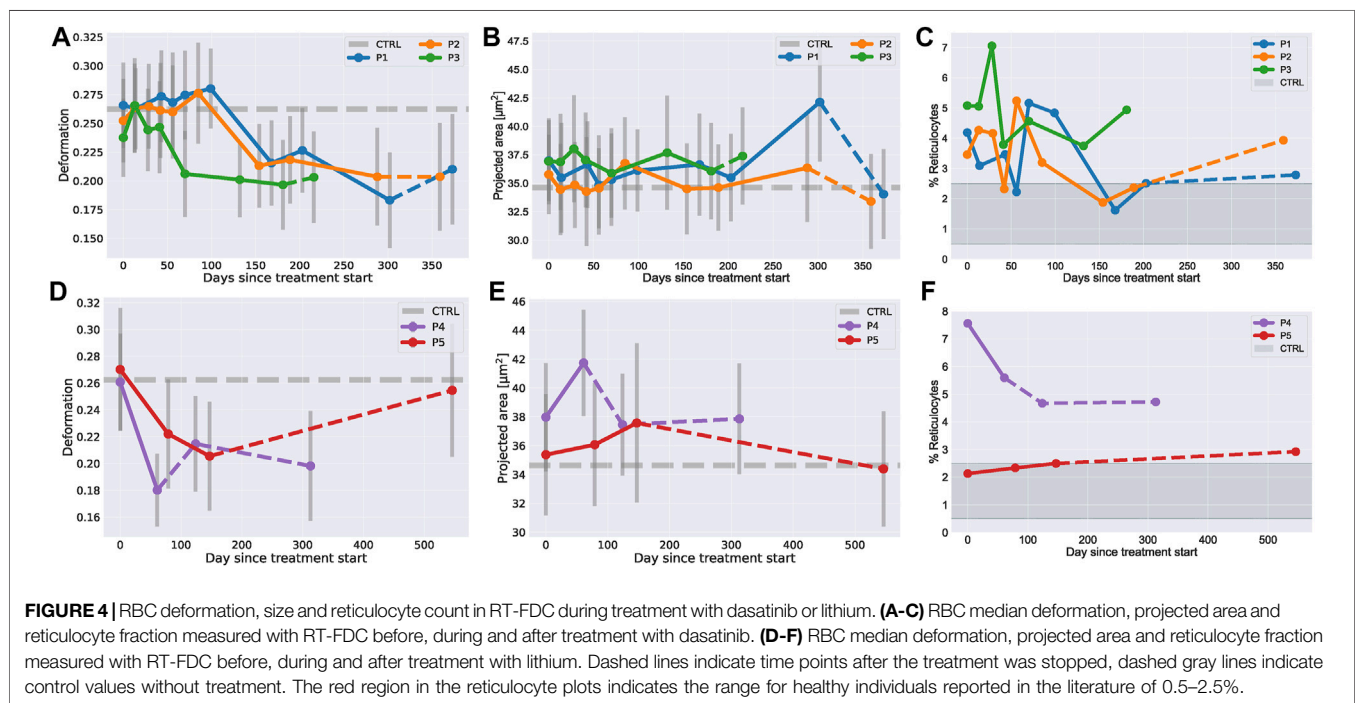 A
0.325
0.300
0.275
0.250
0.225
0.200
0.175
0.150
Deformation
CTRL
P1
P2
P3
0 50 100 150 200 250 300 350
Days since treatment start
B
47.5
45.0
42.5
40.0
37.5
35.0
32.5
30.0
Projected area [µm²]
CTRL
P1
P2
P3
0 50 100 150 200 250 300 350
Days since treatment start
C
7
6
5
4
3
2
1
0
% Reticulocytes
P1
P2
P3
CTRL
0 50 100 150 200 250 300 350
Days since treatment start
D
0.32
0.30
0.28
0.26
0.24
0.22
0.20
0.18
0.16
Deformation
CTRL
P4
P5
0 100 200 300 400 500
Day since treatment start
E
46
44
42
40
38
36
34
32
30
Projected area [µm²]
CTRL
P4
P5
0 100 200 300 400 500
Day since treatment start
F
8
7
6
5
4
3
2
1
0
% Reticulocytes
P4
P5
CTRL
0 100 200 300 400 500
Day since treatment start
FIGURE 4 | RBC deformation, size and reticulocyte count in RT-FDC during treatment with dasatinib or lithium. (A-C) RBC median deformation, projected area and
reticulocyte fraction measured with RT-FDC before, during and after treatment with dasatinib. (D-F) RBC median deformation, projected area and reticulocyte fraction
measured with RT-FDC before, during and after treatment with lithium. Dashed lines indicate time points after the treatment was stopped, dashed gray lines indicate
control values without treatment. The red region in the reticulocyte plots indicates the range for healthy individuals reported in the literature of 0.5–2.5%.